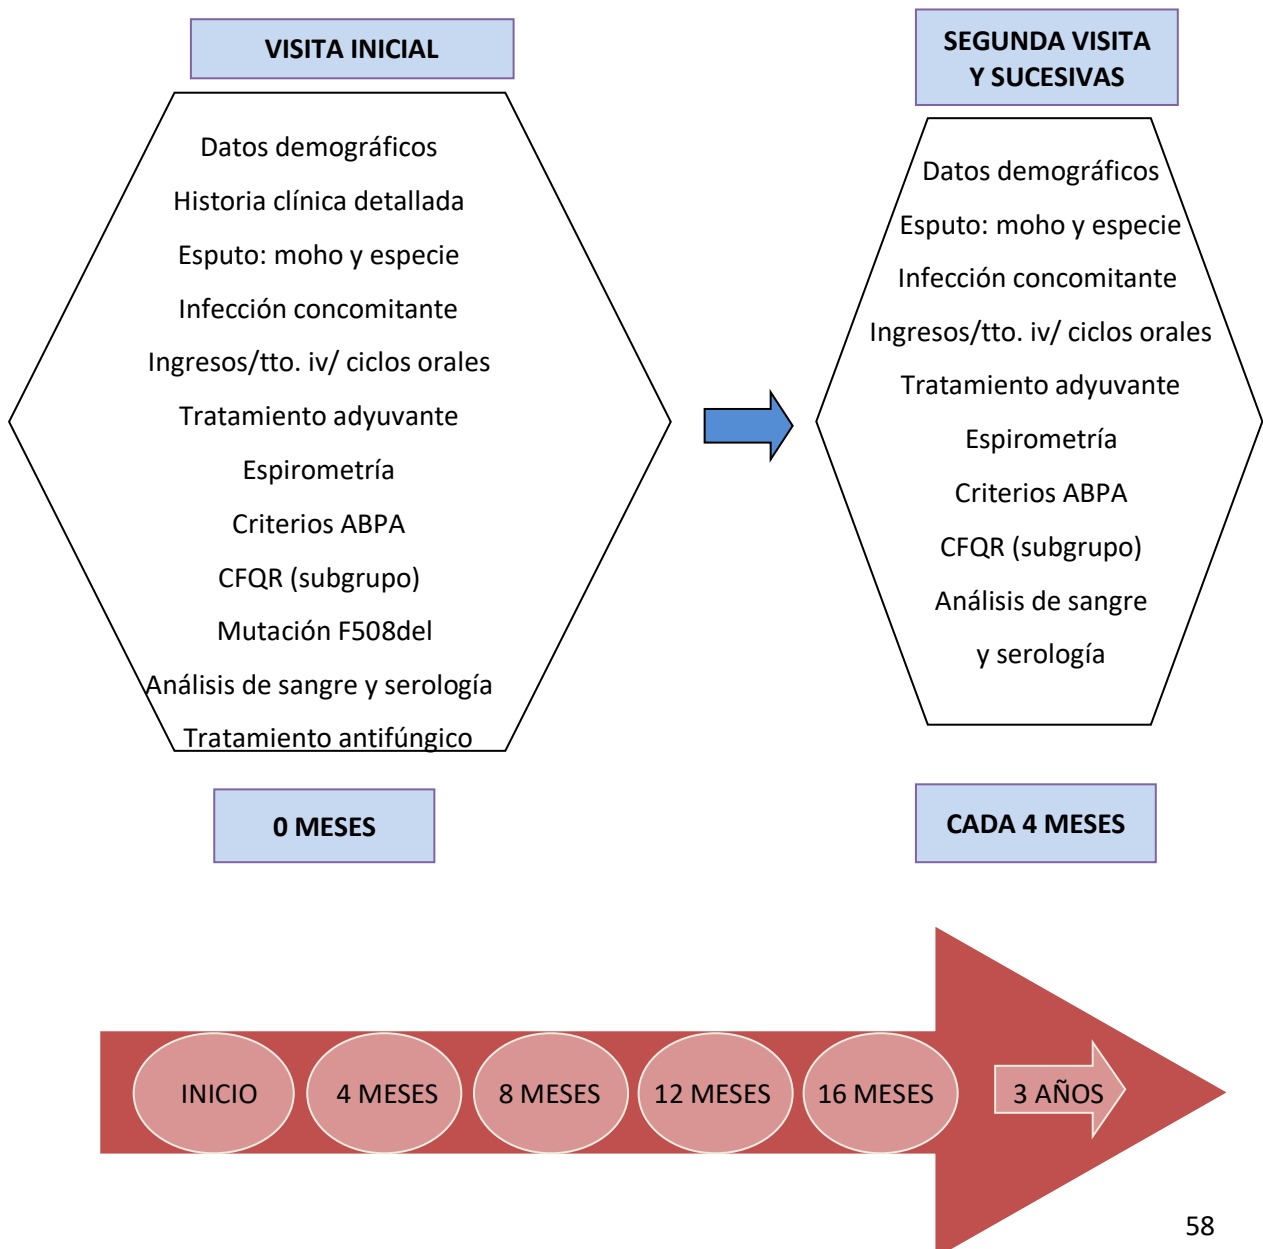 VISITA INICIAL
Datos demográficos
Historia clínica detallada
Esputo: moho y especie
Infección concomitante
Ingresos/tto. iv/ ciclos orales
Tratamiento adyuvante
Espirometría
Criterios ABPA
CFQR (subgrupo)
Mutación F508del
Análisis de sangre y serología
Tratamiento antifúngico
0 MESES
SEGUNDA VISITA
Y SUCESIVAS
Datos demográficos
Esputo: moho y especie
Infección concomitante
Ingresos/tto. iv/ ciclos orales
Tratamiento adyuvante
Espirometría
Criterios ABPA
CFQR (subgrupo)
Análisis de sangre
y serología
CADA 4 MESES
INICIO
4 MESES
8 MESES
12 MESES
16 MESES
3 AÑOS
58